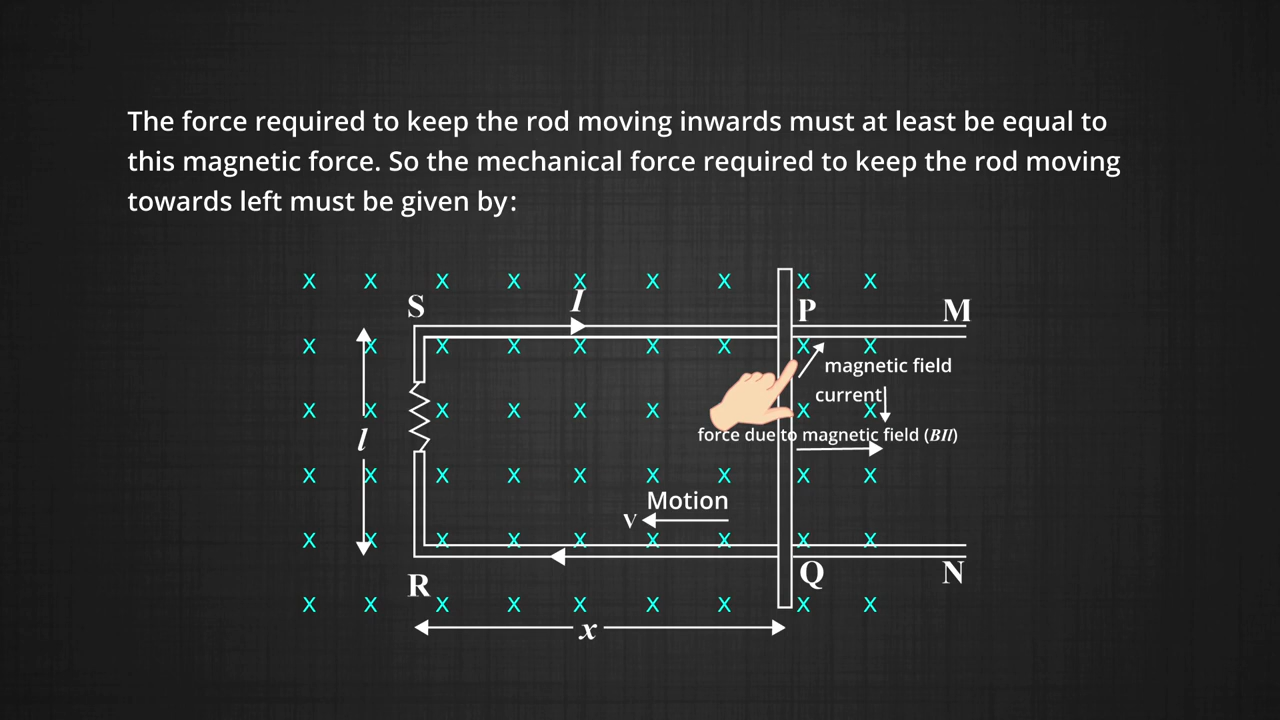 The force required to keep the rod moving inwards must at least be equal to
this magnetic force. So the mechanical force required to keep the rod moving
towards left must be given by:
X X X X X X X X X
S I P M
X X X X X X X X X
magnetic field
current
X X X X X X X X
l
force due to magnetic field (BIl)
X X X X X X X X X
Motion
v
X X X X X X X X X
R Q N
X X X X X X X X X
x